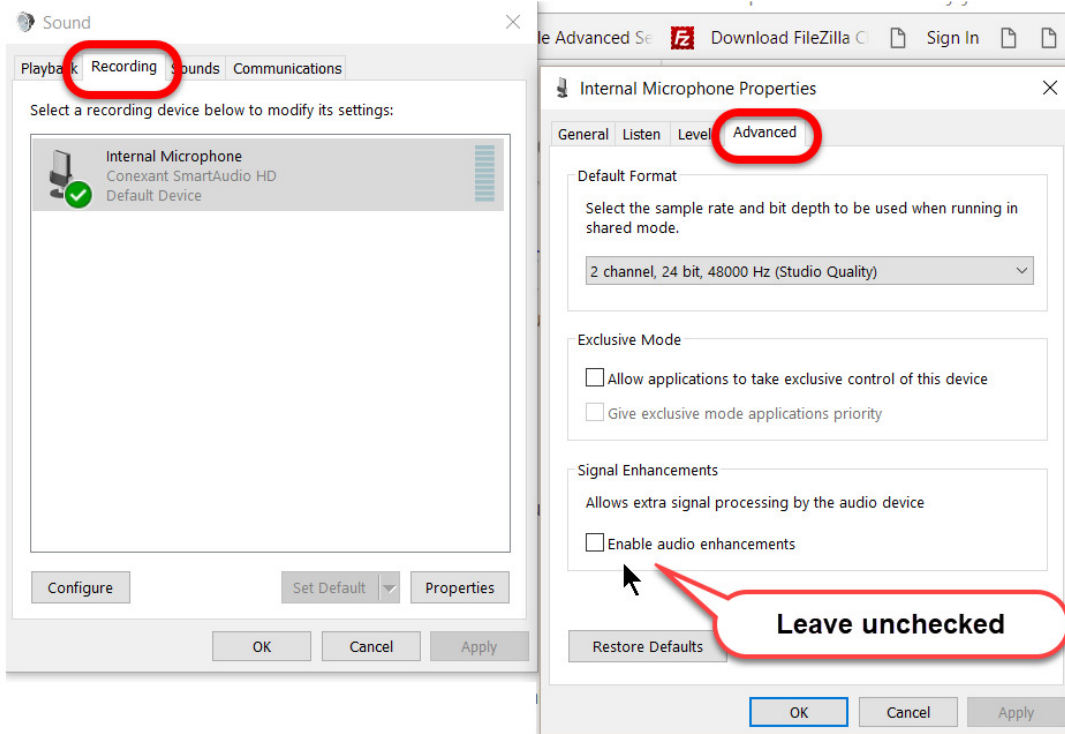 Sound
Playback Recording Sounds Communications
Select a recording device below to modify its settings:
Internal Microphone
Conexant SmartAudio HD
Default Device
Configure
Set Default
Properties
OK
Cancel
Apply
le Advanced Se
FZ
Download FileZilla C
Sign In
Internal Microphone Properties
General Listen Level Advanced
Default Format
Select the sample rate and bit depth to be used when running in
shared mode.
2 channel, 24 bit, 48000 Hz (Studio Quality)
Exclusive Mode
Allow applications to take exclusive control of this device
Give exclusive mode applications priority
Signal Enhancements
Allows extra signal processing by the audio device
Enable audio enhancements
Leave unchecked
Restore Defaults
OK
Cancel
Apply